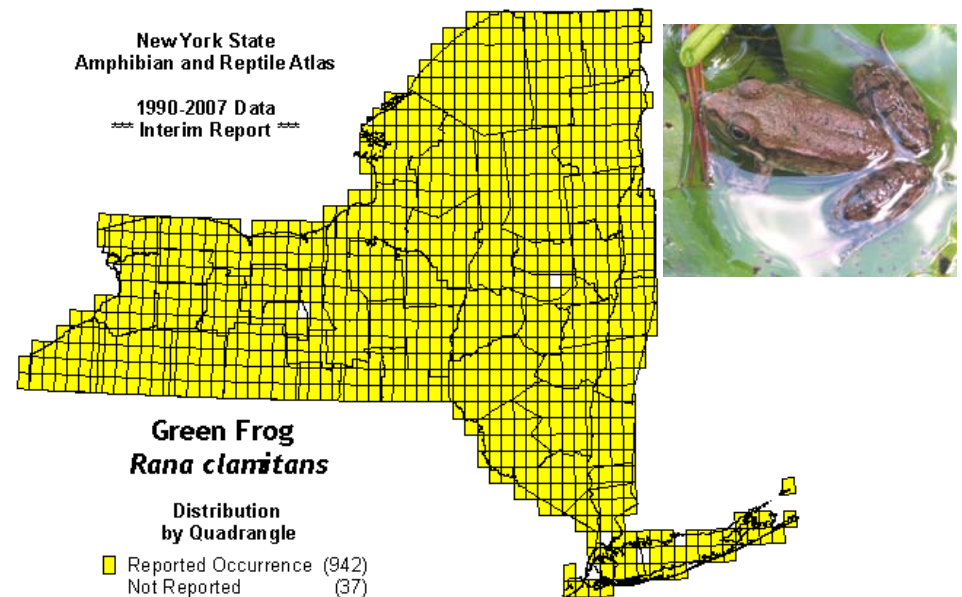 New York State
Amphibian and Reptile Atlas
1990-2007 Data
*** Interim Report ***
Green Frog
Rana clamitans
Distribution
by Quadrangle
Reported Occurrence (942)
Not Reported (37)